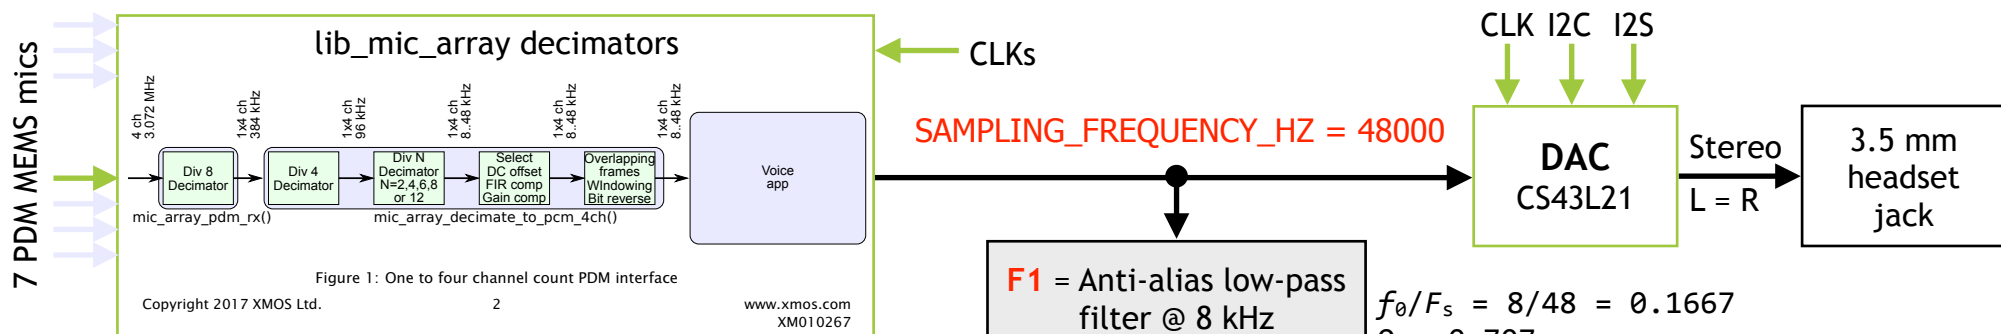 7 PDM MEMS mics
lib_mic_array decimators
4 ch
3.072 MHz
1x4 ch
384 kHz
1x4 ch
96 kHz
1x4 ch
8..48 kHz
1x4 ch
8..48 kHz
1x4 ch
8..48 kHz
Div 8
Decimator
Div 4
Decimator
Div N
Decimator
N=2,4,6,8
or 12
Select
DC offset
FIR comp
Gain comp
Overlapping
frames
WIndowing
Bit reverse
Voice
app
mic_array_pdm_rx()
mic_array_decimate_to_pcm_4ch()
Figure 1: One to four channel count PDM interface
Copyright 2017 XMOS Ltd.
2
www.xmos.com
XM010267
CLKs
SAMPLING_FREQUENCY_HZ = 48000
F1 = Anti-alias low-pass
filter @ 8 kHz
f₀/Fs = 8/48 = 0.1667
CLK I2C I2S
DAC
CS43L21
Stereo
L = R
3.5 mm
headset
jack